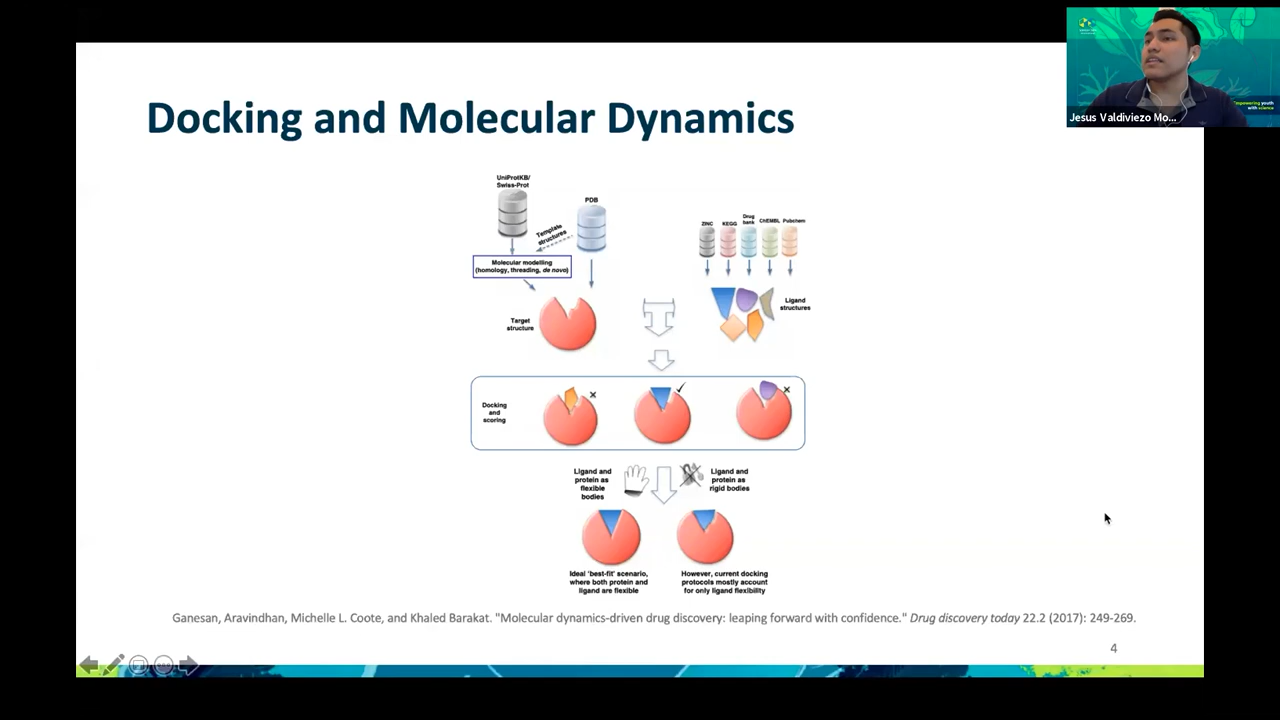 Docking and Molecular Dynamics
Jesus Valdiviezo Mo...
Empowering youth
with science
UniProtKB/
Swiss-Prot
PDB
Template
structures
Molecular modelling
(homology, threading, de novo)
Target
structure
ZINC
KEGG
Drug
bank
ChEMBL
Pubchem
Ligand
structures
Docking
and
scoring
Ligand and
protein as
flexible
bodies
Ligand and
protein as
rigid bodies
Ideal 'best-fit' scenario,
where both protein and
ligand are flexible
However, current docking
protocols mostly account
for only ligand flexibility
Ganesan, Aravindhan, Michelle L. Coote, and Khaled Barakat. "Molecular dynamics-driven drug discovery: leaping forward with confidence." Drug discovery today 22.2 (2017): 249-269.
4